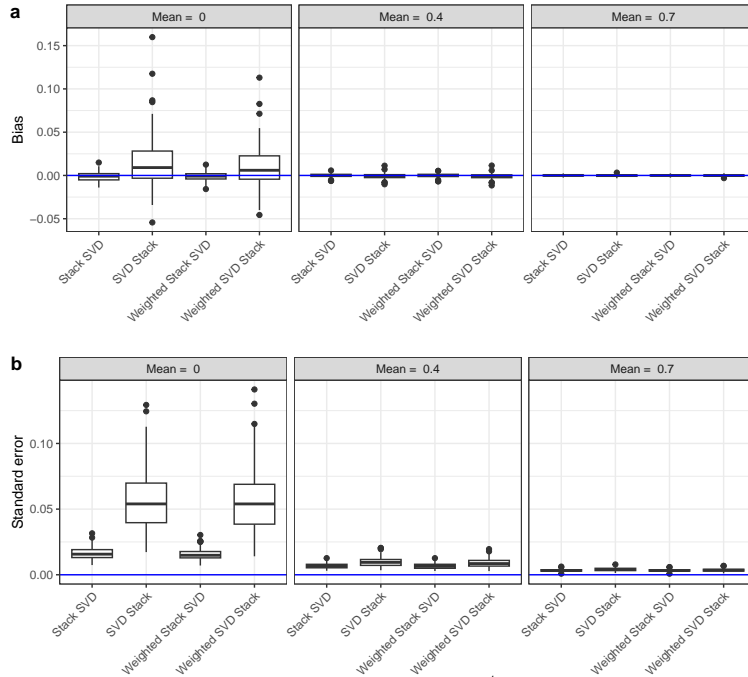 a
Mean = 0
Mean = 0.4
Mean = 0.7
Bias
0.15
0.10
0.05
0.00
−0.05
Stack SVD
SVD Stack
Weighted Stack SVD
Weighted SVD Stack
Stack SVD
SVD Stack
Weighted Stack SVD
Weighted SVD Stack
Stack SVD
SVD Stack
Weighted Stack SVD
Weighted SVD Stack
b
Mean = 0
Mean = 0.4
Mean = 0.7
Standard error
0.10
0.05
0.00
Stack SVD
SVD Stack
Weighted Stack SVD
Weighted SVD Stack
Stack SVD
SVD Stack
Weighted Stack SVD
Weighted SVD Stack
Stack SVD
SVD Stack
Weighted Stack SVD
Weighted SVD Stack